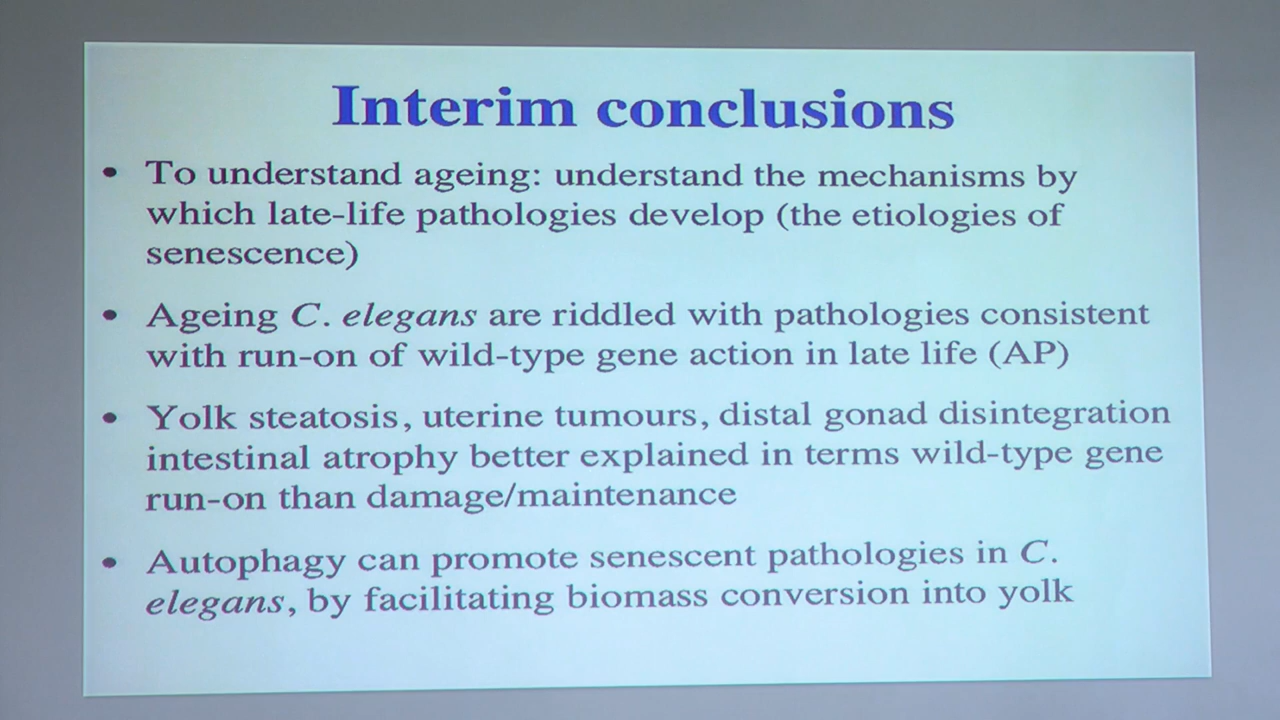 Interim conclusions
• To understand ageing: understand the mechanisms by
which late-life pathologies develop (the etiologies of
senescence)
• Ageing C. elegans are riddled with pathologies consistent
with run-on of wild-type gene action in late life (AP)
• Yolk steatosis, uterine tumours, distal gonad disintegration
intestinal atrophy better explained in terms wild-type gene
run-on than damage/maintenance
• Autophagy can promote senescent pathologies in C.
elegans, by facilitating biomass conversion into yolk